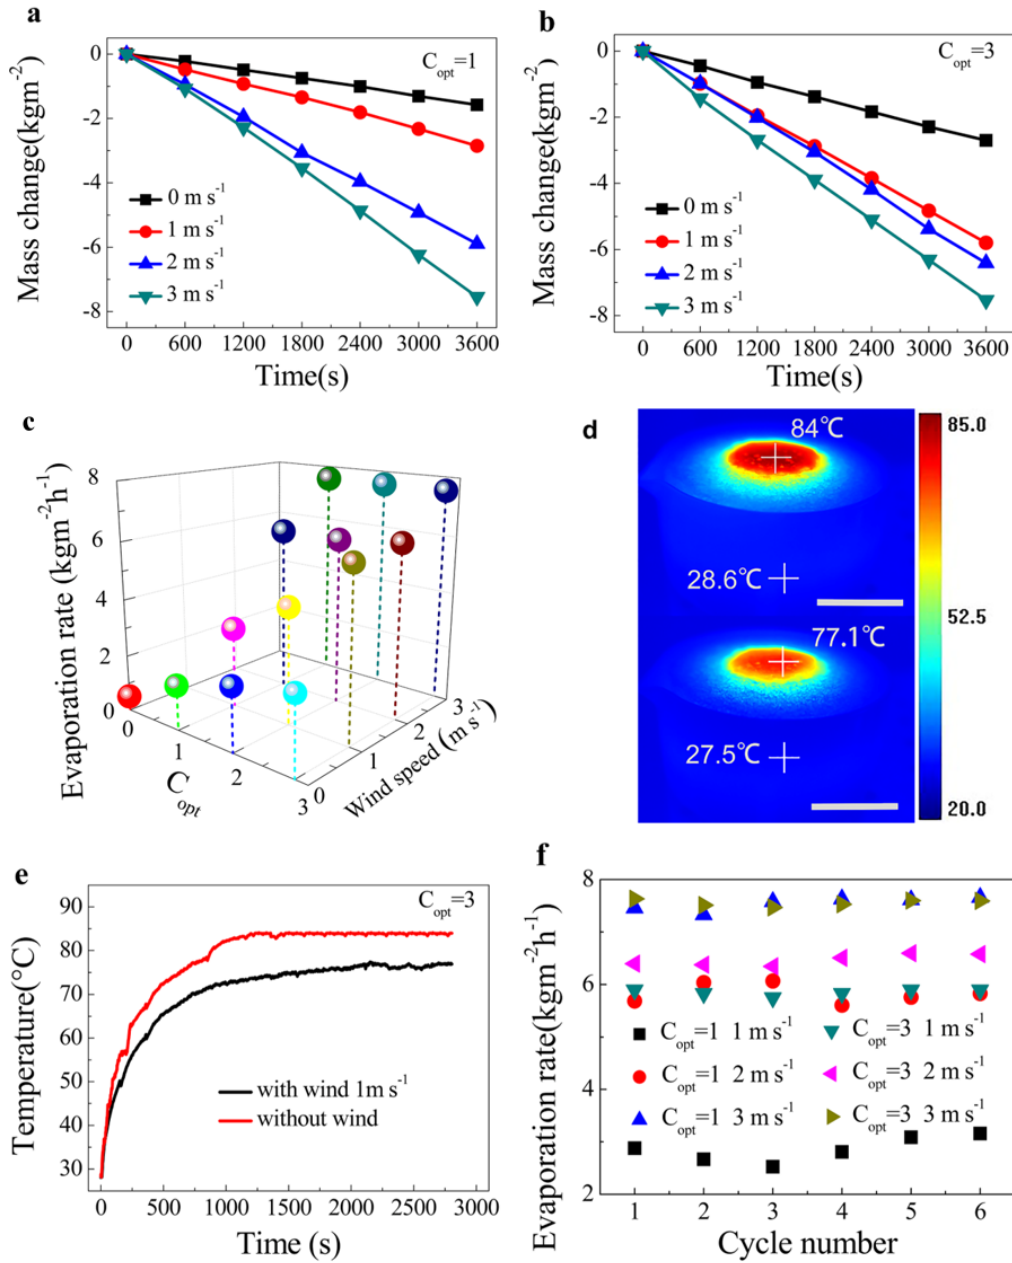 a
C_opt=1
Mass change(kgm⁻²)
0
-2
-4
-6
-8
0 m s⁻¹
1 m s⁻¹
2 m s⁻¹
3 m s⁻¹
0 600 1200 1800 2400 3000 3600
Time(s)
b
C_opt=3
Mass change(kgm⁻²)
0
-2
-4
-6
-8
0 m s⁻¹
1 m s⁻¹
2 m s⁻¹
3 m s⁻¹
0 600 1200 1800 2400 3000 3600
Time(s)
c
Evaporation rate (kgm⁻²h⁻¹)
8
6
4
2
0
0
1
2
3
C_opt
0
1
2
3
Wind speed (m s⁻¹)
d
84℃
28.6℃
77.1℃
27.5℃
85.0
52.5
20.0
e
C_opt=3
Temperature(°C)
90
80
70
60
50
40
30
with wind 1m s⁻¹
without wind
0 500 1000 1500 2000 2500 3000
Time (s)
f
Evaporation rate(kgm⁻²h⁻¹)
8
6
4
2
C_opt=1 1 m s⁻¹
C_opt=1 2 m s⁻¹
C_opt=1 3 m s⁻¹
C_opt=3 1 m s⁻¹
C_opt=3 2 m s⁻¹
C_opt=3 3 m s⁻¹
1 2 3 4 5 6
Cycle number